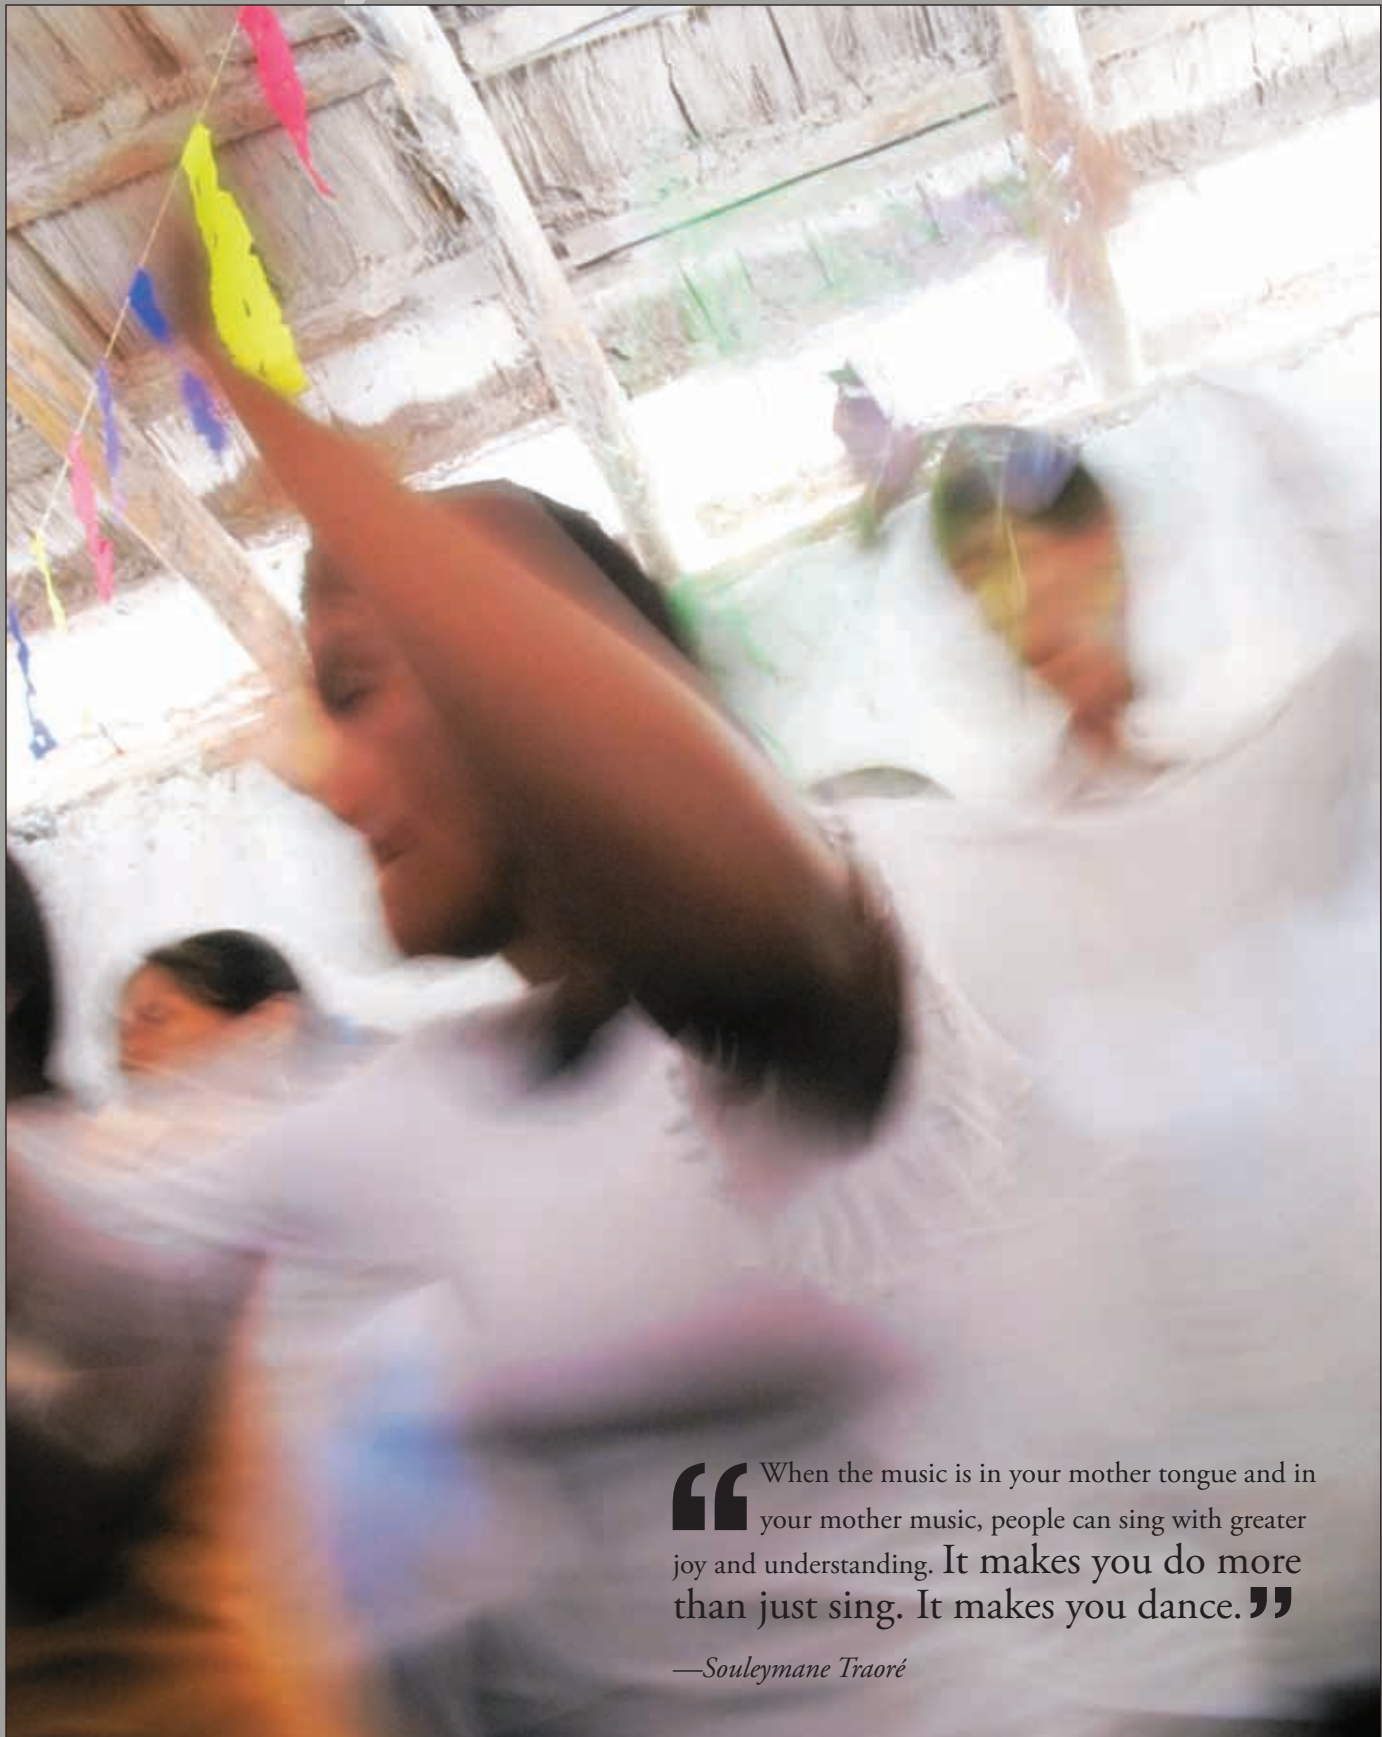 “When the music is in your mother tongue and in
your mother music, people can sing with greater
joy and understanding. It makes you do more
than just sing. It makes you dance.”
—Souleymane Traoré